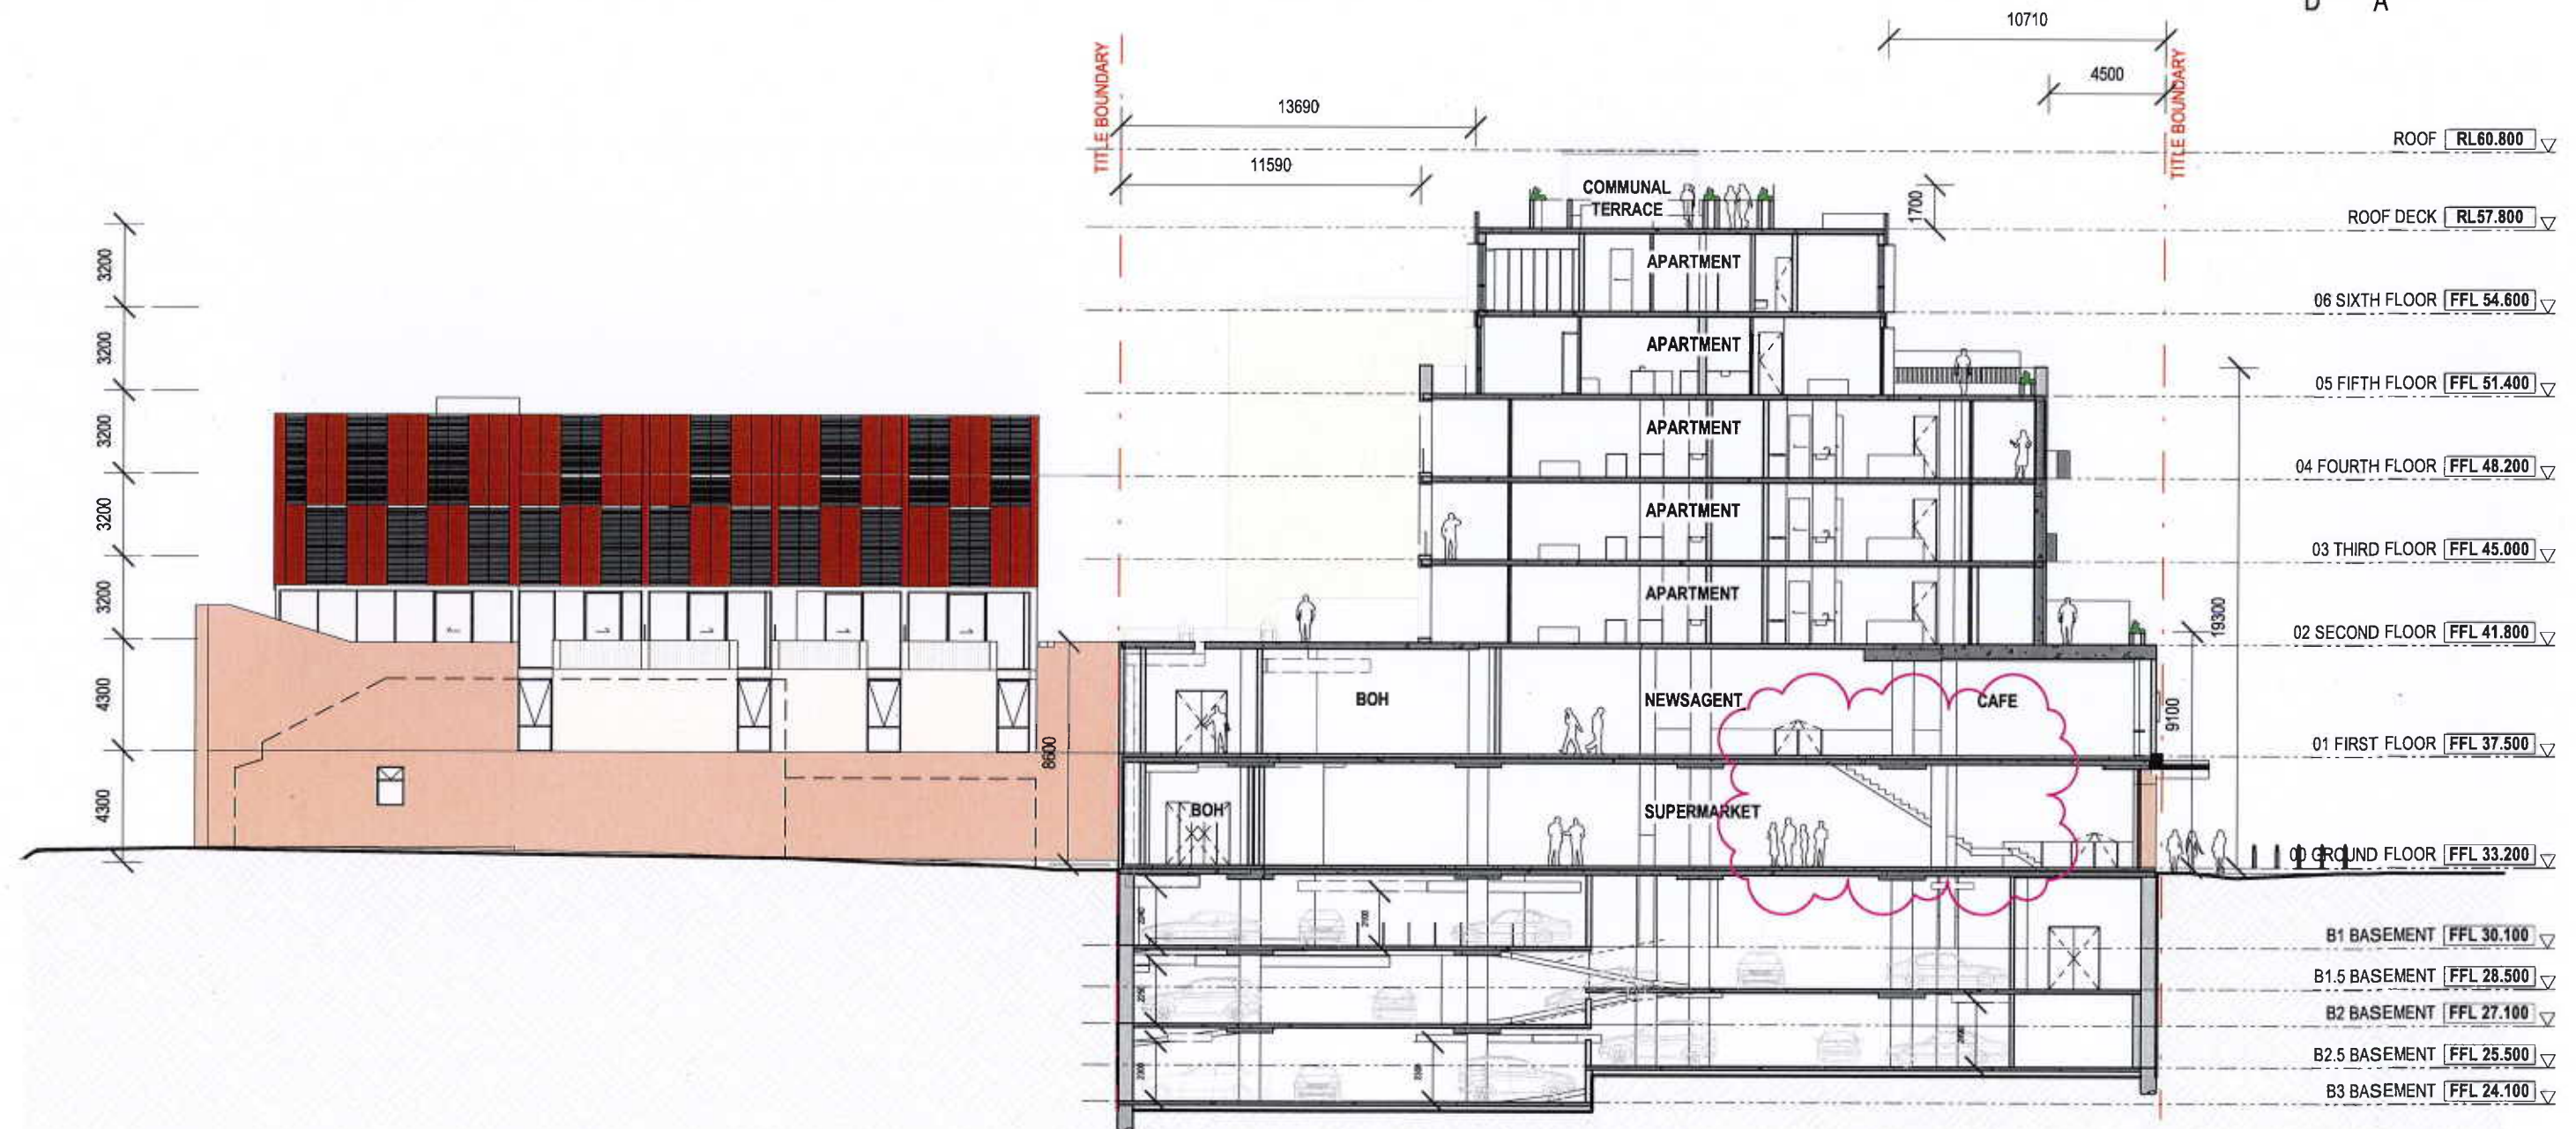 D A
10710
4500
13690
11590
TITLE BOUNDARY
TITLE BOUNDARY
ROOF RL60.800
COMMUNAL
TERRACE
1700
ROOF DECK RL57.800
3200
APARTMENT
06 SIXTH FLOOR FFL 54.600
3200
APARTMENT
05 FIFTH FLOOR FFL 51.400
3200
APARTMENT
04 FOURTH FLOOR FFL 48.200
3200
APARTMENT
03 THIRD FLOOR FFL 45.000
3200
APARTMENT
19300
02 SECOND FLOOR FFL 41.800
4300
8600
BOH
NEWSAGENT
CAFE
9100
01 FIRST FLOOR FFL 37.500
4300
BOH
SUPERMARKET
00 GROUND FLOOR FFL 33.200
B1 BASEMENT FFL 30.100
B1.5 BASEMENT FFL 28.500
B2 BASEMENT FFL 27.100
B2.5 BASEMENT FFL 25.500
2300
B3 BASEMENT FFL 24.100